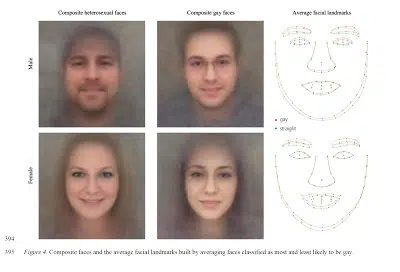 Composite heterosexual faces Composite gay faces Average facial landmarks
Male
gay
straight
Female
394
395 Figure 4. Composite faces and the average facial landmarks built by averaging faces classified as most and least likely to be gay.